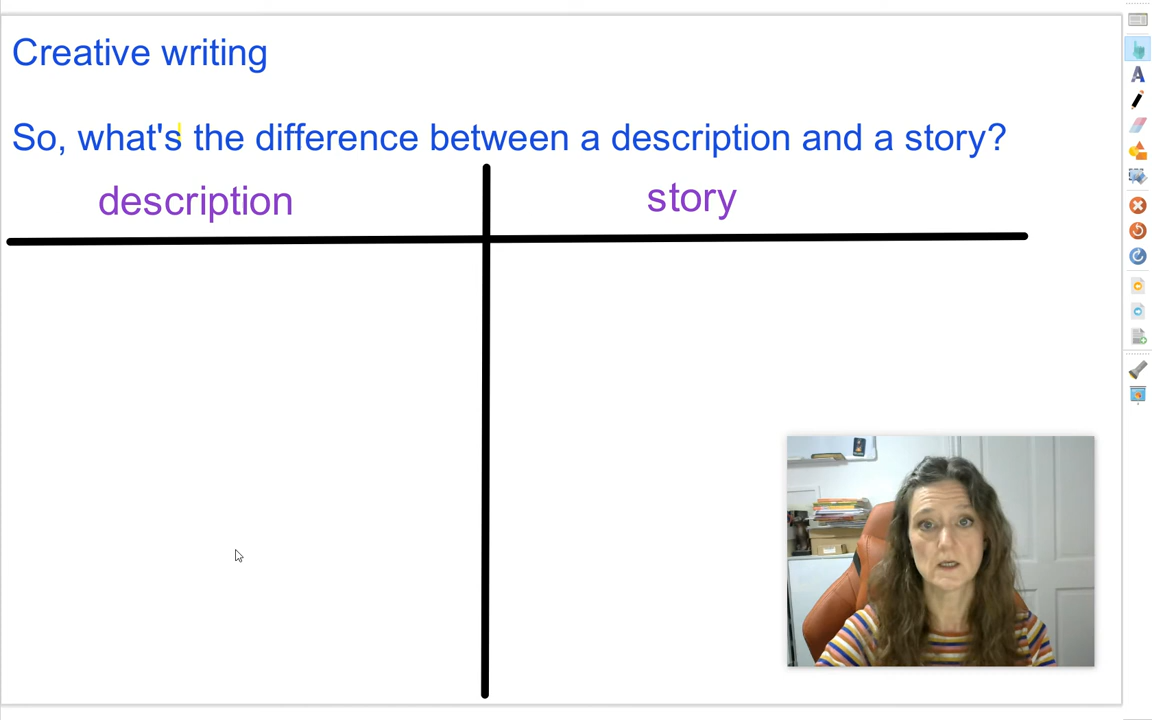 Creative writing
So, what's the difference between a description and a story?
description
story